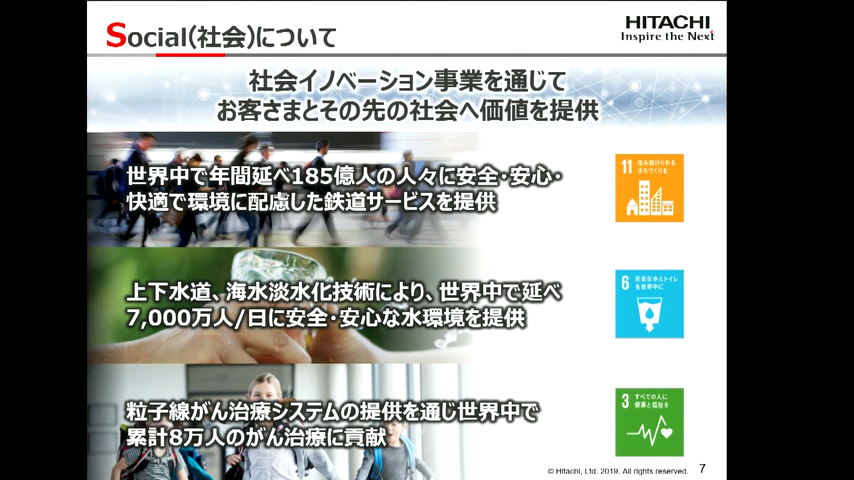 Social(社会)について
HITACHI
Inspire the Next
社会イノベーション事業を通じて
お客さまとその先の社会へ価値を提供
世界中で年間延べ185億人の人々に安全・安心・
快適で環境に配慮した鉄道サービスを提供
11 住み続けられる
まちづくりを
上下水道、海水淡水化技術により、世界中で延べ
7,000万人/日に安全・安心な水環境を提供
6 安全な水とトイレ
を世界中に
粒子線がん治療システムの提供を通じ世界中で
累計8万人のがん治療に貢献
3 すべての人に
健康と福祉を
© Hitachi, Ltd. 2019. All rights reserved. 7